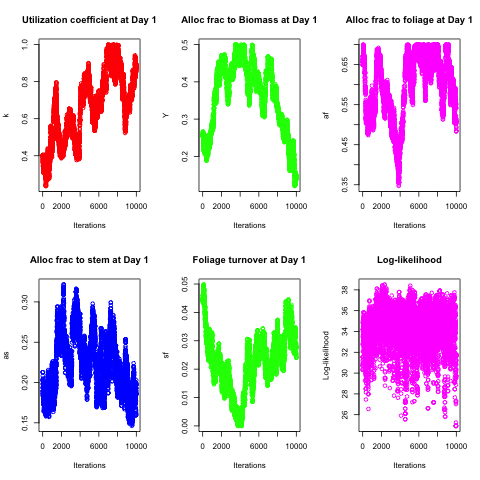 Utilization coefficient at Day 1
k
1.0
0.8
0.6
0.4
0 2000 6000 10000
Iterations
Alloc frac to Biomass at Day 1
Y
0.5
0.4
0.3
0.2
0 2000 6000 10000
Iterations
Alloc frac to foliage at Day 1
af
0.65
0.55
0.45
0.35
0 2000 6000 10000
Iterations
Alloc frac to stem at Day 1
as
0.30
0.25
0.20
0.15
0 2000 6000 10000
Iterations
Foliage turnover at Day 1
sf
0.05
0.04
0.03
0.02
0.01
0.00
0 2000 6000 10000
Iterations
Log-likelihood
Log-likelihood
38
36
34
32
30
28
26
0 2000 6000 10000
Iterations